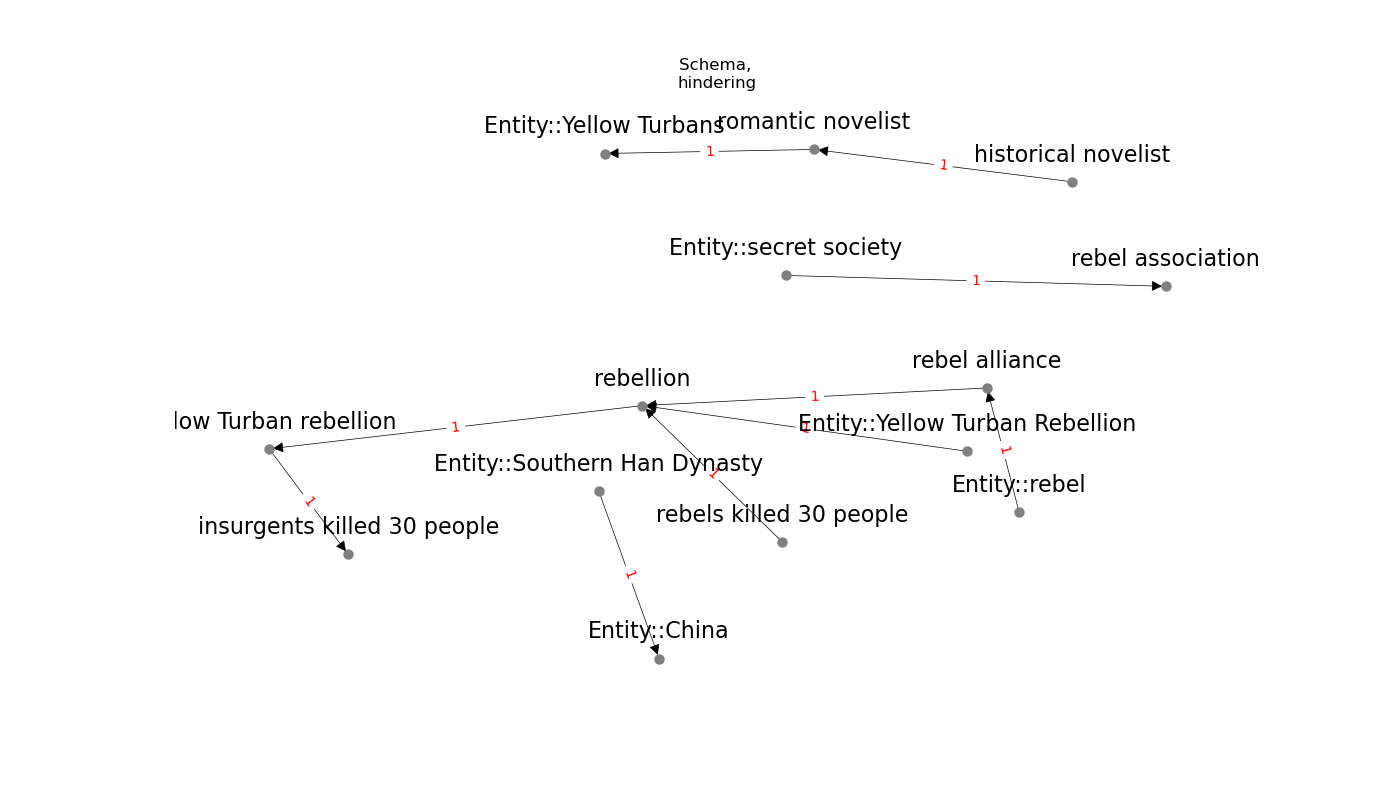 Schema,
hindering
Entity::Yellow Turbans
romantic novelist
1
1
historical novelist
Entity::secret society
rebel association
1
rebellion
rebel alliance
1
low Turban rebellion
1
1
Entity::Yellow Turban Rebellion
1
Entity::Southern Han Dynasty
1
Entity::rebel
1
insurgents killed 30 people
rebels killed 30 people
1
Entity::China